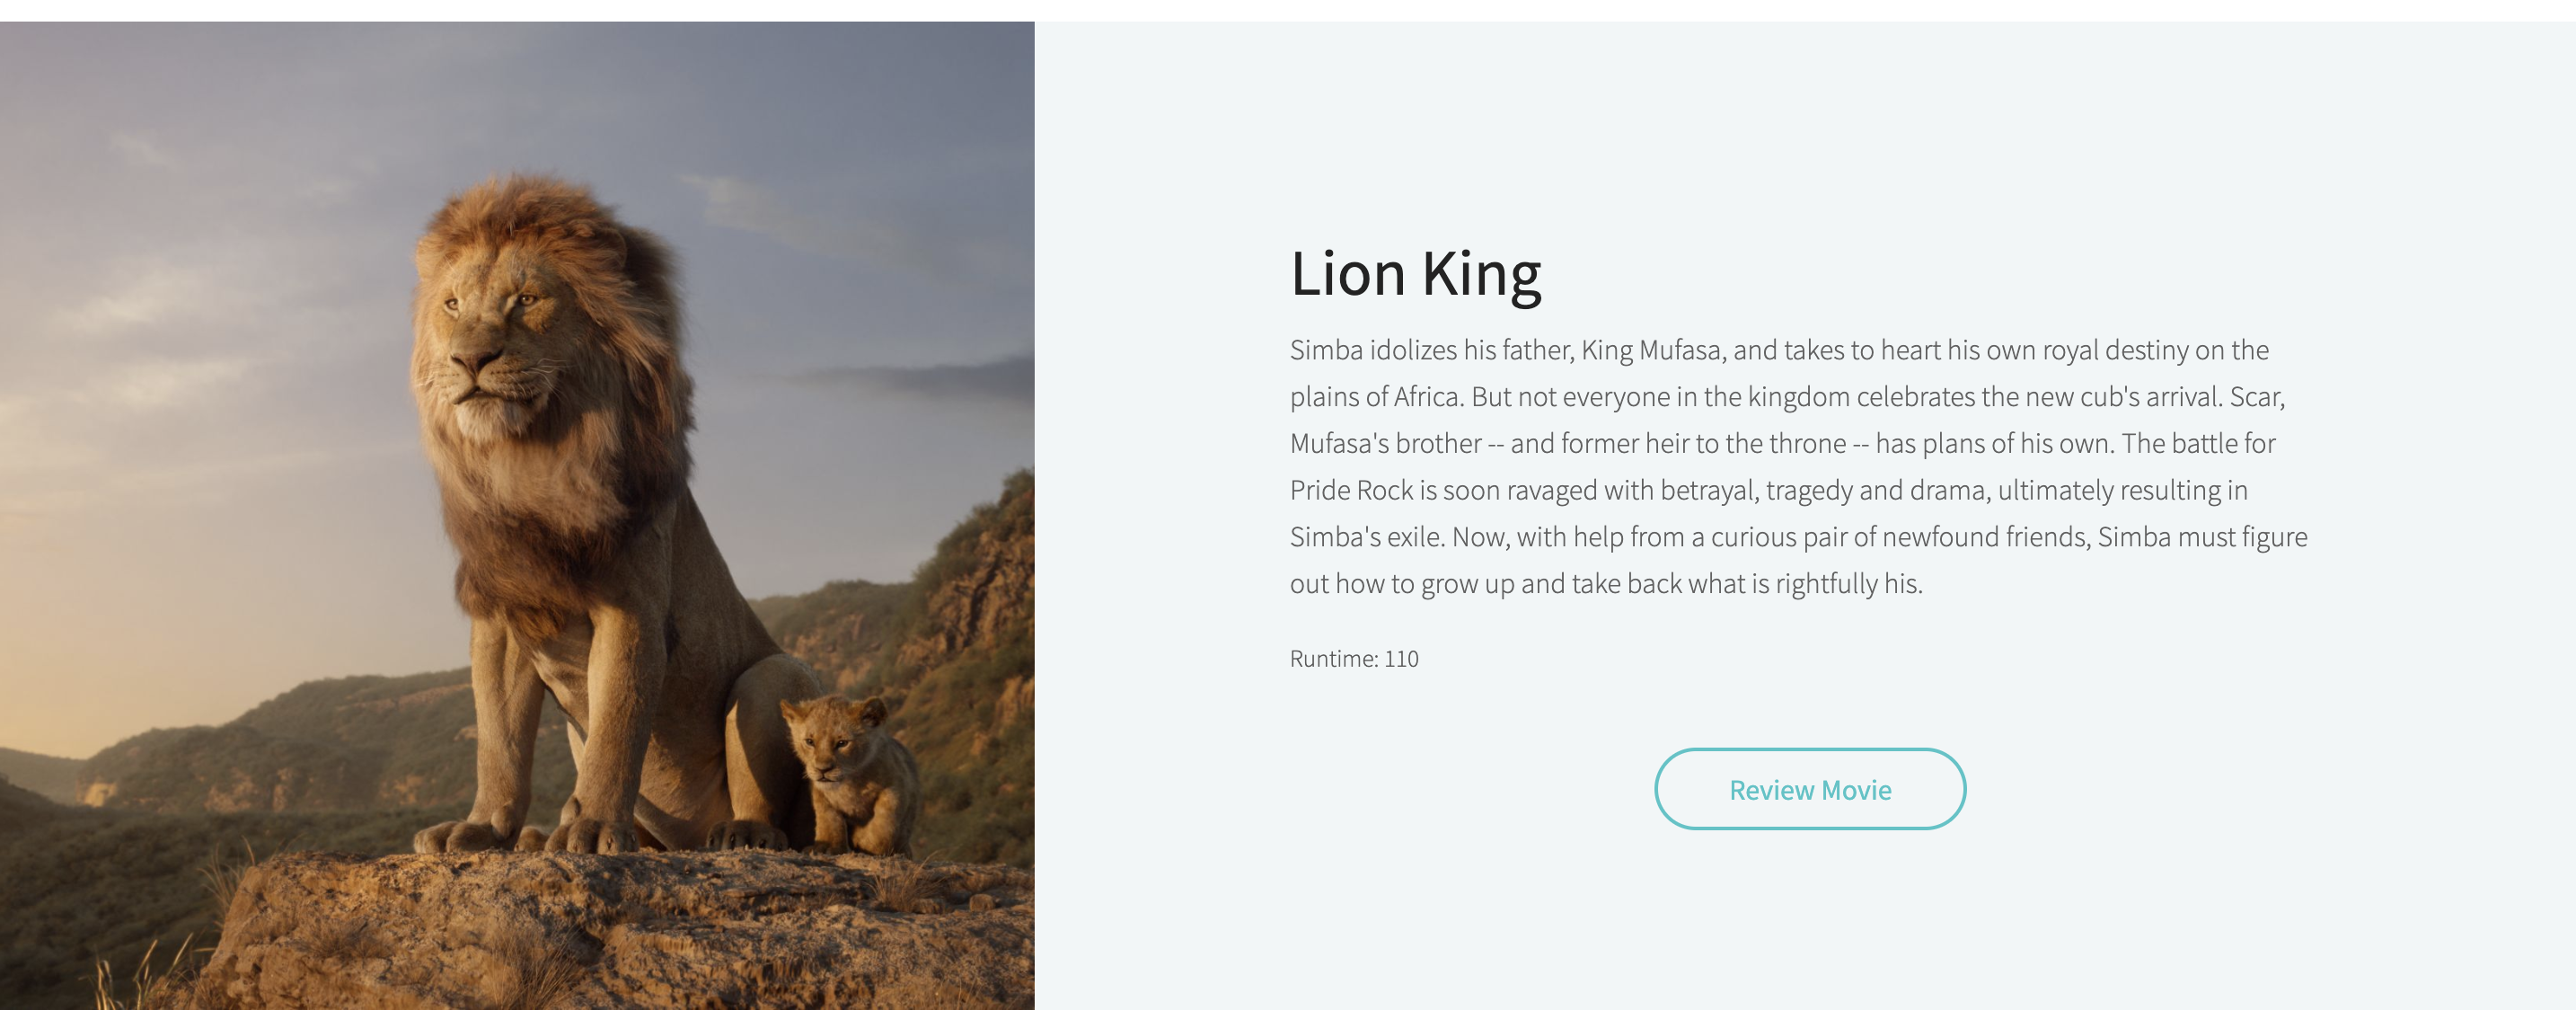 Lion King
Simba idolizes his father, King Mufasa, and takes to heart his own royal destiny on the
plains of Africa. But not everyone in the kingdom celebrates the new cub's arrival. Scar,
Mufasa's brother -- and former heir to the throne -- has plans of his own. The battle for
Pride Rock is soon ravaged with betrayal, tragedy and drama, ultimately resulting in
Simba's exile. Now, with help from a curious pair of newfound friends, Simba must figure
out how to grow up and take back what is rightfully his.
Runtime: 110
Review Movie